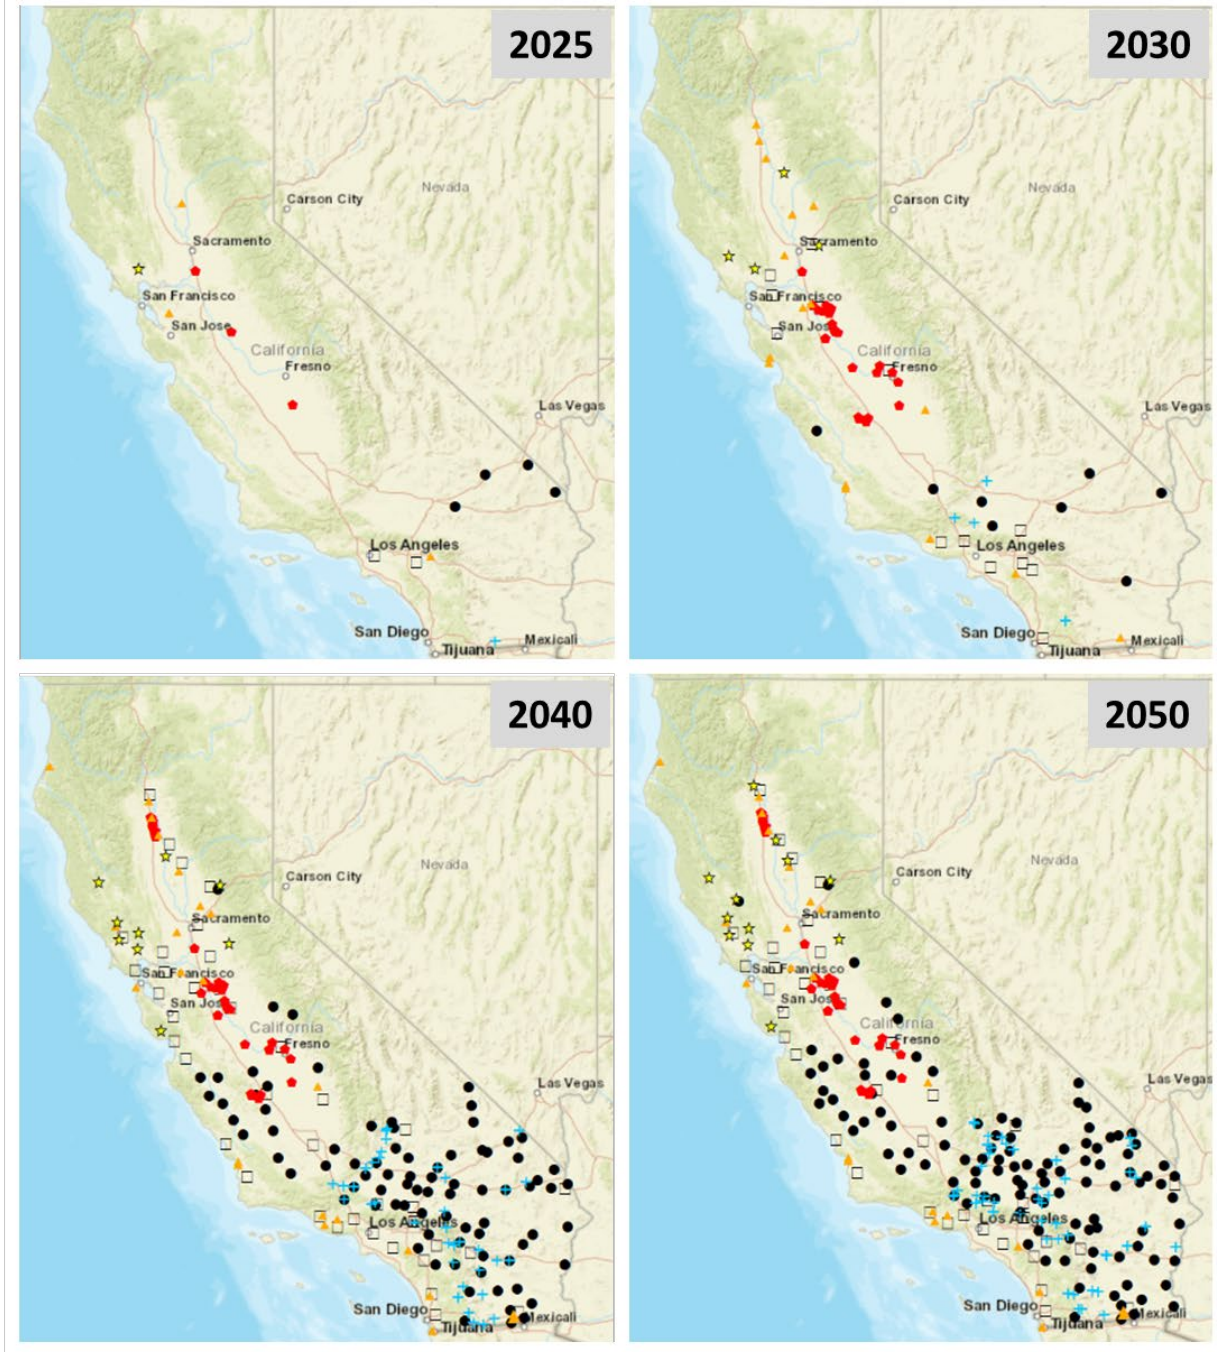 2025
Nevada
Carson City
Sacramento
San Francisco
San Jose
California
Fresno
Las Vegas
Los Angeles
San Diego
Mexicali
Tijuana
2030
Nevada
Carson City
Sacramento
San Francisco
San Jos
California
Fresno
Las Vegas
Los Angeles
San Diego
Mexicali
Tijuana
2040
Nevada
Carson City
Sacramento
San Francisco
San Jos
California
Fresno
Las Vegas
Los Angeles
San Diego
Mexicali
Tijuana
2050
Nevada
Carson City
Sacramento
San Francisco
San Jos
California
Fresno
Las Vegas
Los Angeles
San Diego
Mexicali
Tijuana